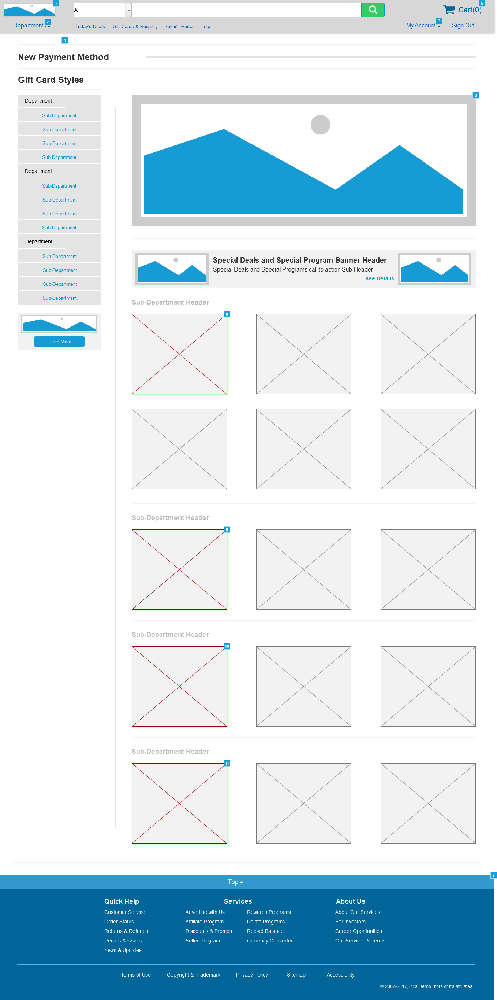 1
All
5
Cart(0)
Departments
2
Today's Deals
Gift Cards & Registry
Seller's Portal
Help
My Account
3
Sign Out
4
New Payment Method
Gift Card Styles
6
Department
Sub-Department
Sub-Department
Sub-Department
Sub-Department
Department
Sub-Department
Sub-Department
Sub-Department
Sub-Department
Department
Sub-Department
Sub-Department
Sub-Department
Sub-Department
Learn More
Special Deals and Special Program Banner Header
Special Deals and Special Programs call to action Sub-Header
See Details
Sub-Department Header
8
Sub-Department Header
9
Sub-Department Header
10
Sub-Department Header
11
7
Top
Quick Help
Customer Service
Order Status
Returns & Refunds
Recalls & Issues
News & Updates
Services
Advertise with Us
Affiliate Program
Discounts & Promos
Seller Program
Rewards Programs
Points Programs
Reload Balance
Currency Converter
About Us
About Our Services
For Investors
Career Oppritunities
Our Services & Terms
Terms of Use
Copyright & Trademark
Privacy Policy
Sitemap
Accessibility
© 2007-2017, PJ's Demo Store or it's affiliates